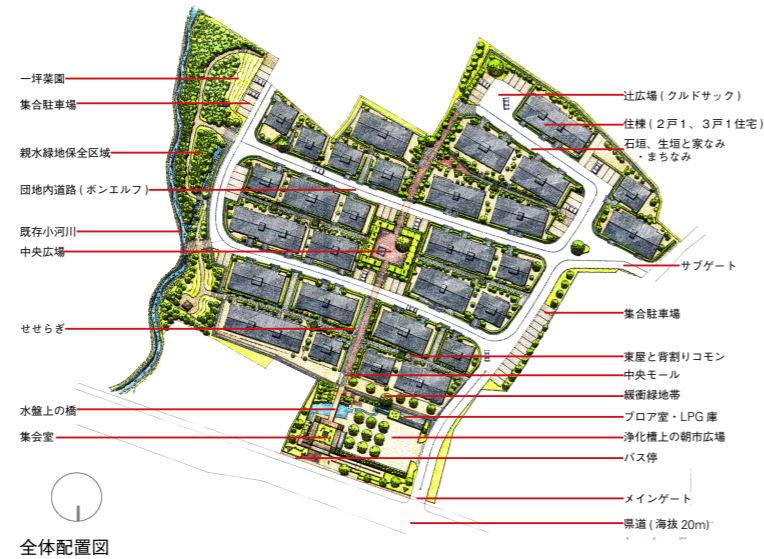 一坪菜園
集合駐車場
親水緑地保全区域
団地内道路 ( ボンエルフ )
既存小河川
中央広場
せせらぎ
水盤上の橋
集会室
辻広場 ( クルドサック )
住棟 ( ２戸１、３戸１住宅 )
石垣、生垣と家なみ
・まちなみ
サブゲート
集合駐車場
東屋と背割りコモン
中央モール
緩衝緑地帯
ブロア室・LPG 庫
浄化槽上の朝市広場
バス停
メインゲート
県道 ( 海抜 20m)
全体配置図